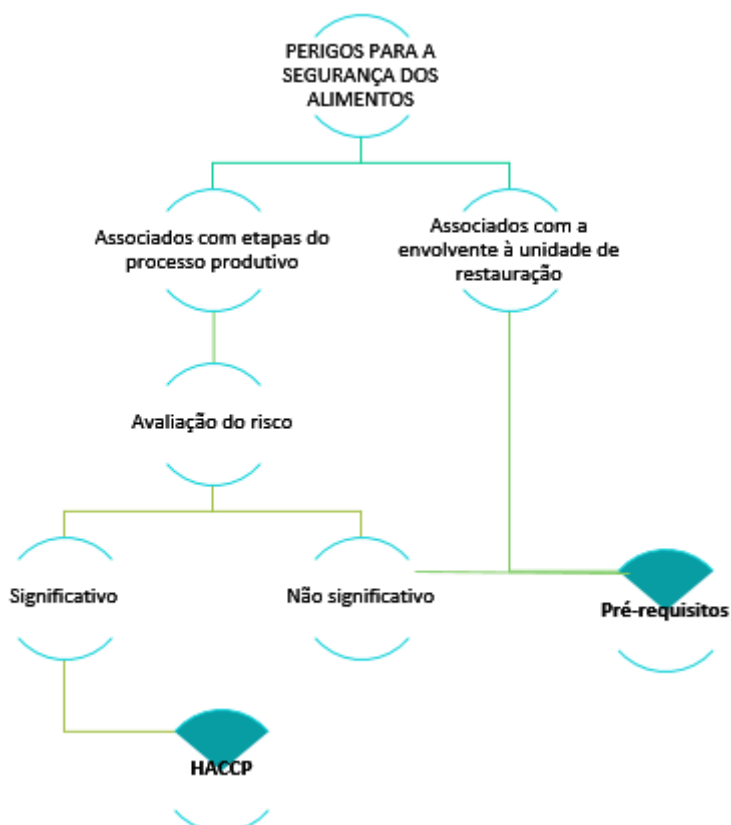 PERIGOS PARA A
SEGURANÇA DOS
ALIMENTOS
Associados com etapas do
processo produtivo
Associados com a
envolvente à unidade de
restauração
Avaliação do risco
Significativo
Não significativo
Pré-requisitos
HACCP